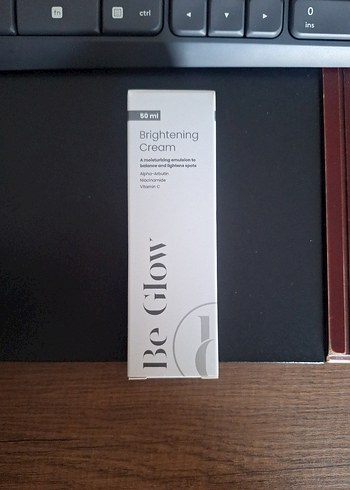 fn
ctrl
0
ins
50 ml
Brightening
Cream
A moisturizing emulsion to
balance and lightens spots
Alpha-Arbutin
Niacinamide
Vitamin C
Be Glow